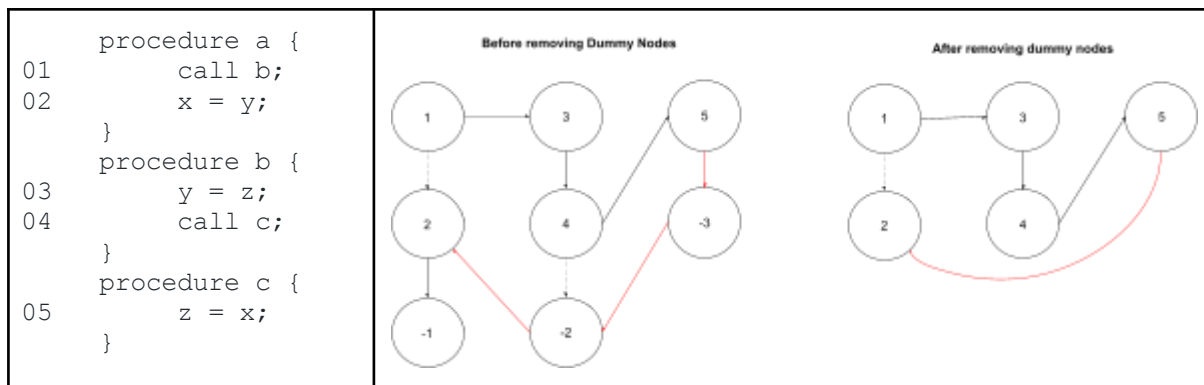 procedure a {
01 call b;
02 x = y;
}
procedure b {
03 y = z;
04 call c;
}
procedure c {
05 z = x;
}
Before removing Dummy Nodes
1 3 5
2 4 -3
-1 -2
After removing dummy nodes
1 3 5
2 4